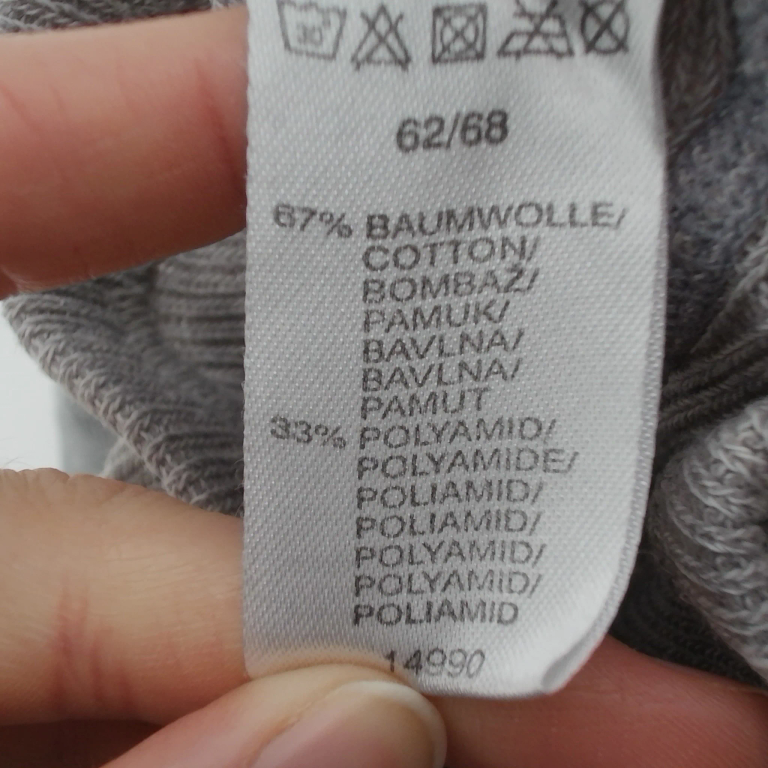 30°
62/68
67% BAUMWOLLE/
COTTON/
BOMBAŽ/
PAMUK/
BAVLNA/
BAVLNA/
PAMUT
33% POLYAMID/
POLYAMIDE/
POLIAMID/
POLIAMID/
POLYAMID/
POLYAMID/
POLIAMID
14990